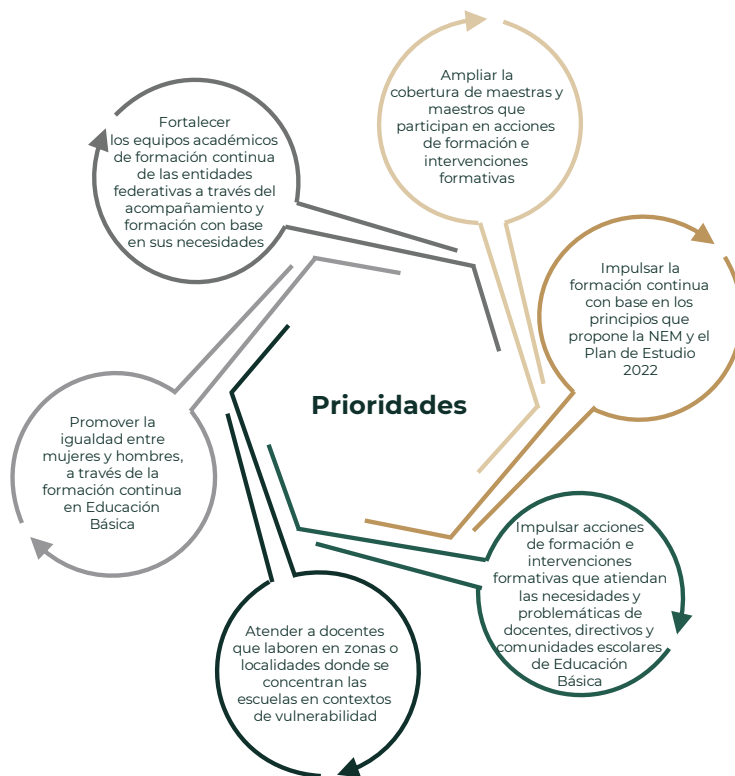 Ampliar la
cobertura de maestras y
maestros que
participan en acciones
de formación e
intervenciones
formativas
Fortalecer
los equipos académicos
de formación continua
de las entidades
federativas a través del
acompañamiento y
formación con base
en sus necesidades
Impulsar la
formación continua
con base en los
principios que
propone la NEM y el
Plan de Estudio
2022
Prioridades
Promover la
igualdad entre
mujeres y hombres,
a través de la
formación continua
en Educación
Básica
Impulsar acciones
de formación e
intervenciones
formativas que atiendan
las necesidades y
problemáticas de
docentes, directivos y
comunidades escolares
de Educación
Básica
Atender a docentes
que laboren en zonas o
localidades donde se
concentran las
escuelas en contextos
de vulnerabilidad